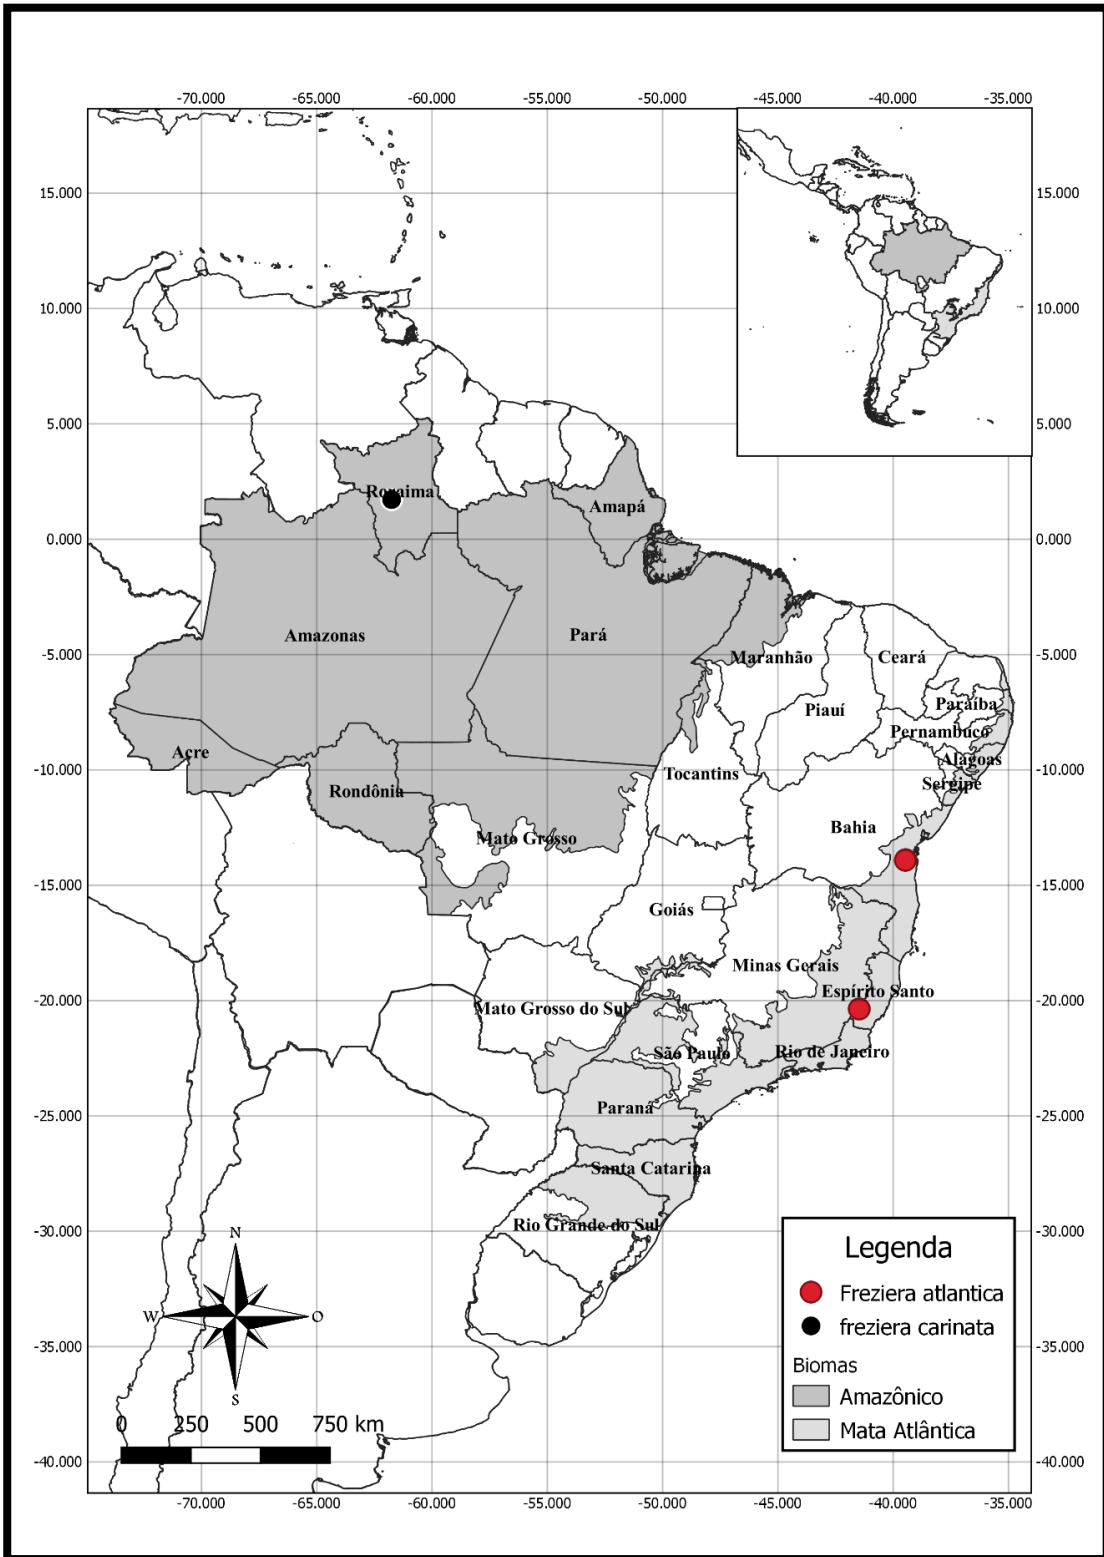 -70.000 -65.000 -60.000 -55.000 -50.000 -45.000 -40.000 -35.000
15.000 15.000
10.000 10.000
5.000 5.000
Roraima
Amapá
0.000 0.000
Amazonas Pará
-5.000 Maranhão Ceará -5.000
Piauí Paraíba
Pernambuco
Acre Alagoas
-10.000 Tocantins -10.000
Rondônia Sergipe
Mato Grosso Bahia
-15.000 -15.000
Goiás
Minas Gerais
Espírito Santo
-20.000 Mato Grosso do Sul -20.000
São Paulo Rio de Janeiro
-25.000 Paraná -25.000
Santa Catarina
-30.000 Rio Grande do Sul -30.000
N
W O
S
Legenda
Freziera atlantica
freziera carinata
-35.000 -35.000
Biomas
Amazônico
Mata Atlântica
0 250 500 750 km
-40.000 -40.000
-70.000 -65.000 -60.000 -55.000 -50.000 -45.000 -40.000 -35.000